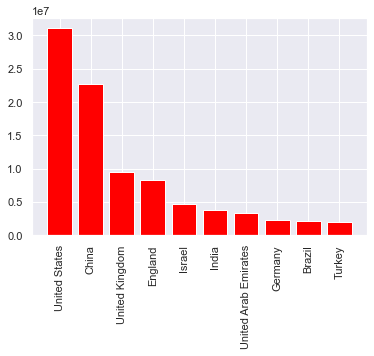 1e7
3.0
2.5
2.0
1.5
1.0
0.5
0.0
United States
China
United Kingdom
England
Israel
India
United Arab Emirates
Germany
Brazil
Turkey